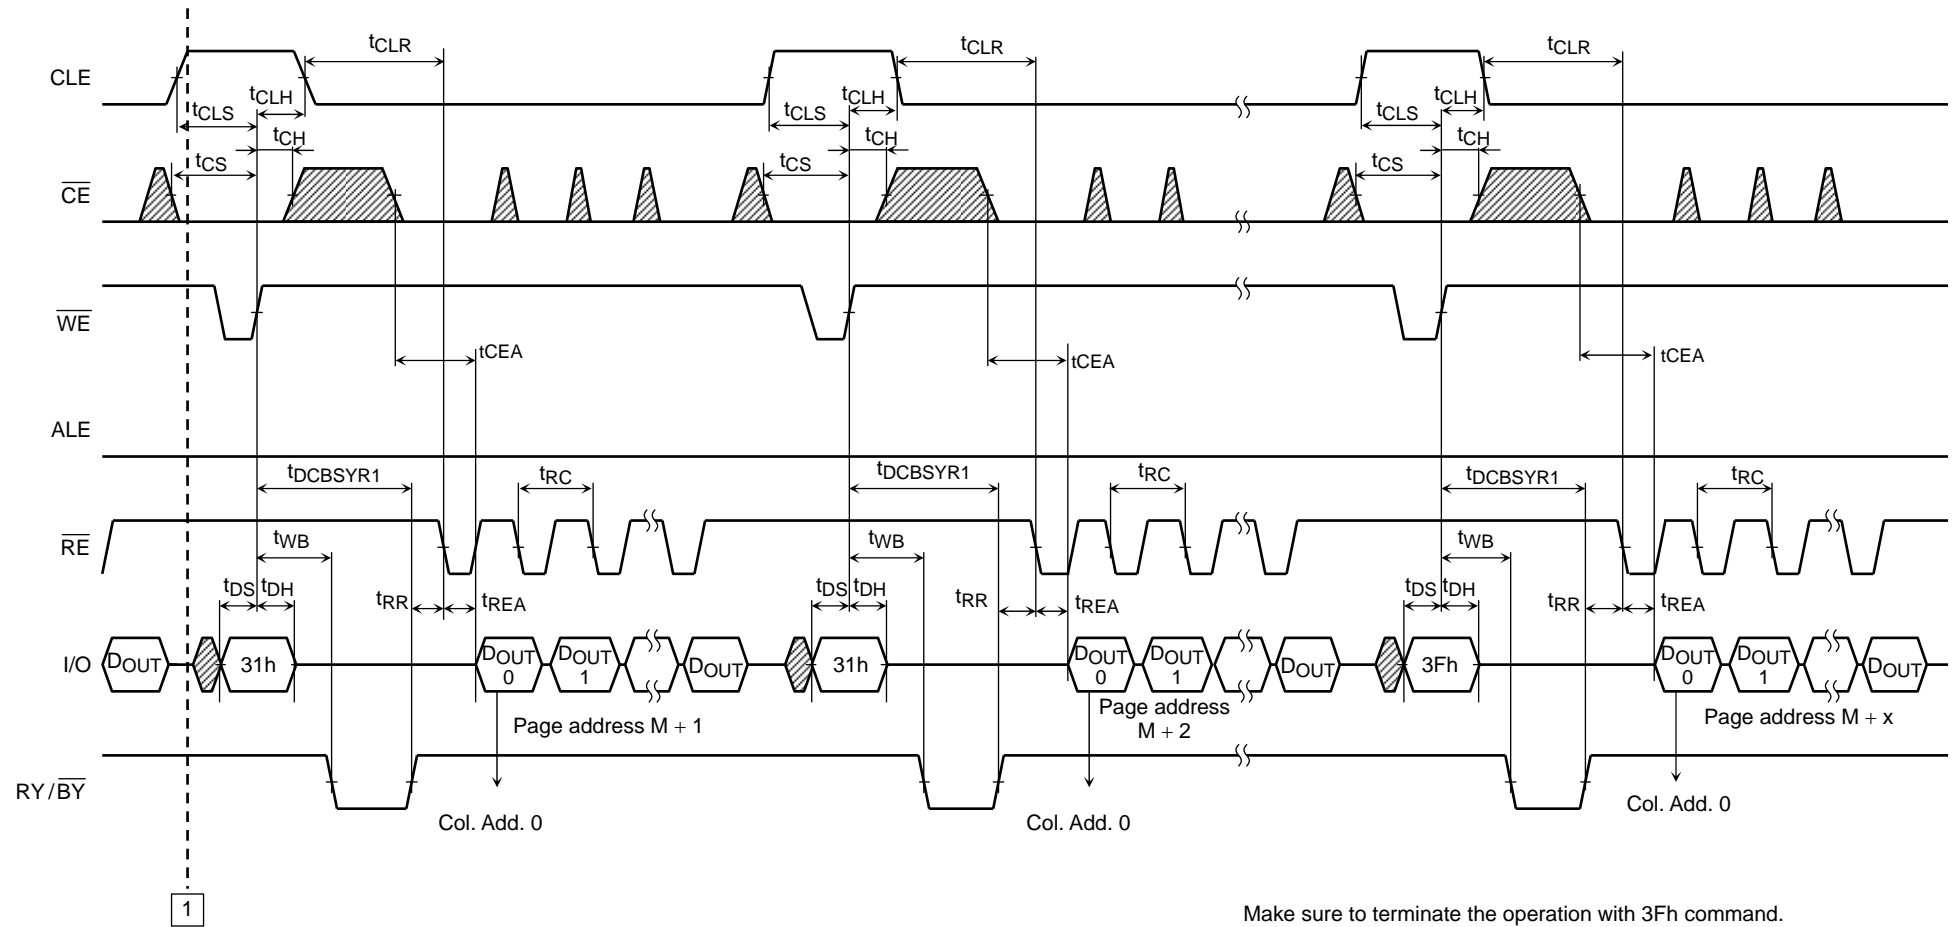 tCLR tCLR tCLR
CLE
tCLH tCLH tCLH
tCLS tCLS tCLS
tCH tCH tCH
tCS tCS tCS
CE
WE
tCEA tCEA tCEA
ALE
tDCBSYR1 tDCBSYR1 tDCBSYR1
tRC tRC tRC
RE
tWB tWB tWB
tDS tDH tDS tDH tDS tDH
tRR tREA tRR tREA tRR tREA
I/O DOUT 31h DOUT 0 DOUT 1 DOUT 31h DOUT 0 DOUT 1 DOUT 3Fh DOUT 0 DOUT 1 DOUT
Page address M + 1
Page address
M + 2
Page address M + x
RY/BY
Col. Add. 0 Col. Add. 0 Col. Add. 0
1
Make sure to terminate the operation with 3Fh command.